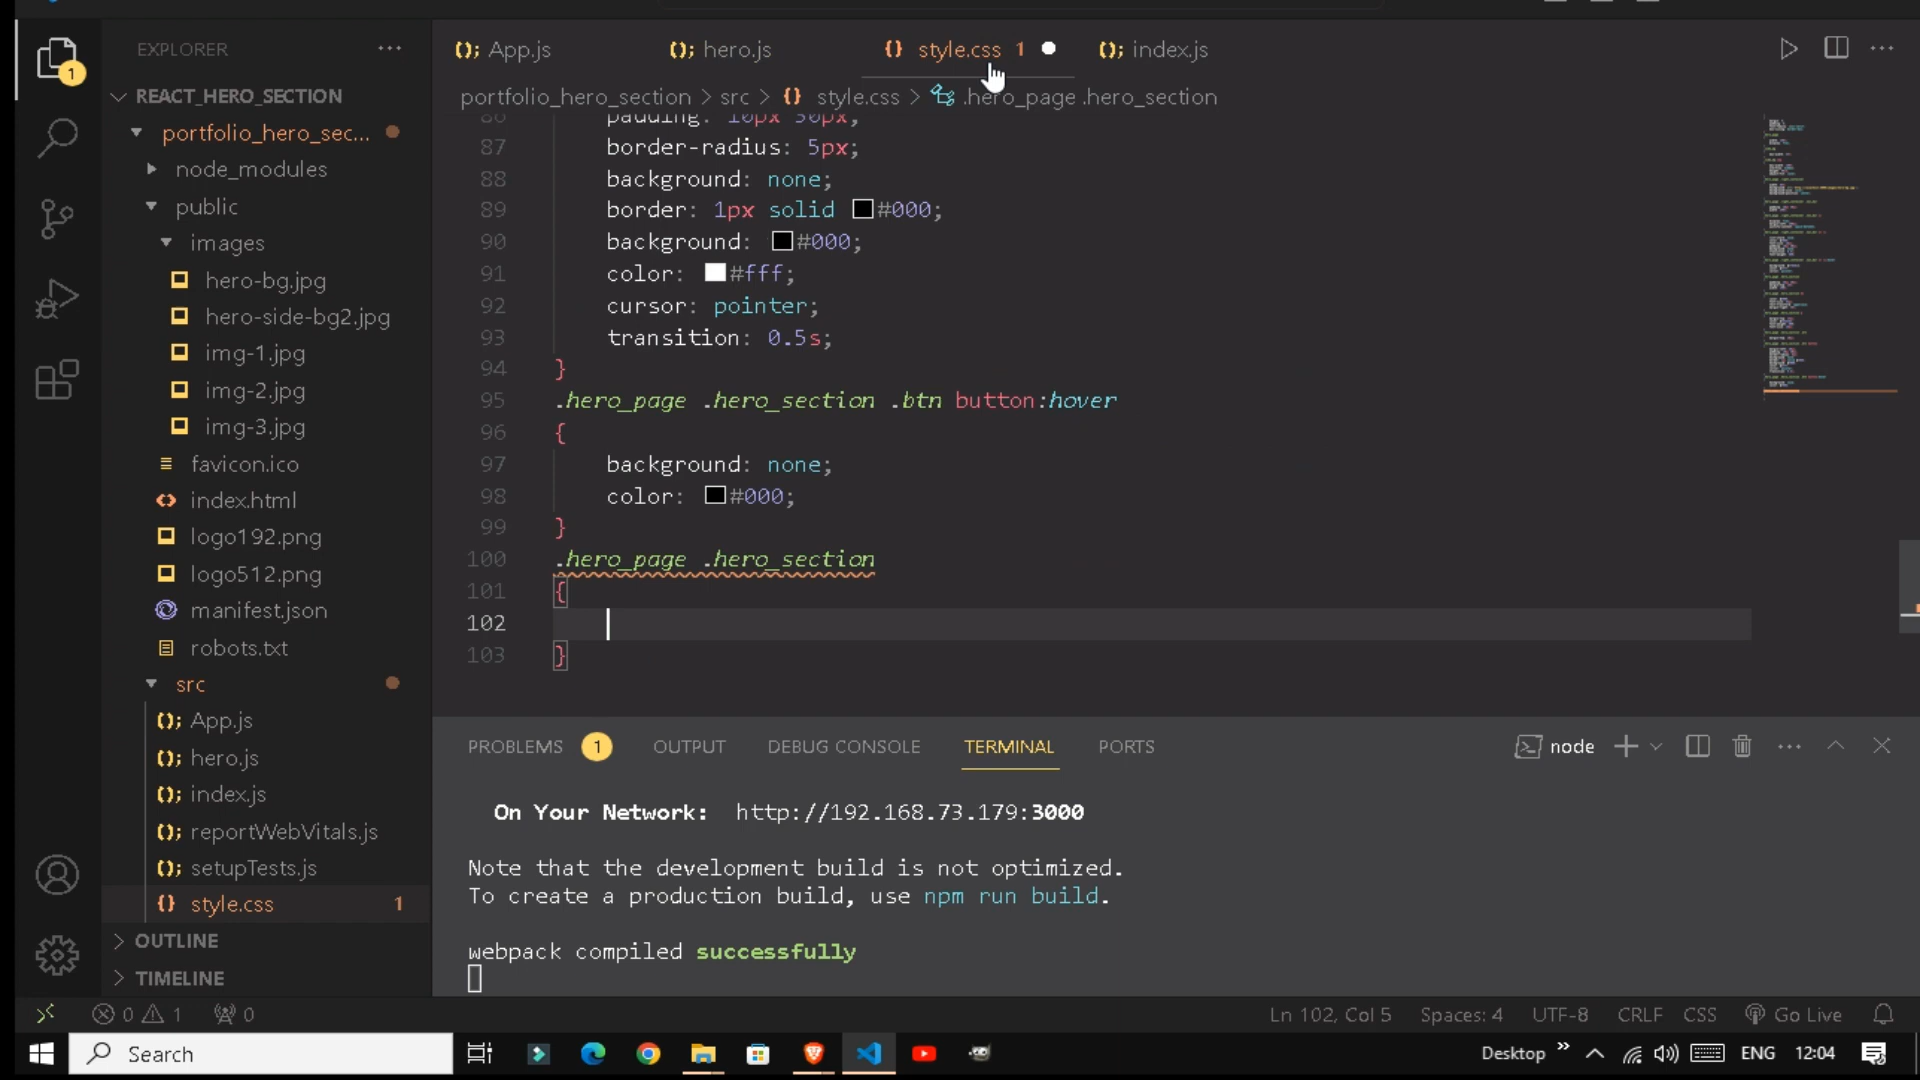 EXPLORER
REACT_HERO_SECTION
portfolio_hero_sec...
node_modules
public
images
hero-bg.jpg
hero-side-bg2.jpg
img-1.jpg
img-2.jpg
img-3.jpg
favicon.ico
index.html
logo192.png
logo512.png
manifest.json
robots.txt
src
App.js
hero.js
index.js
reportWebVitals.js
setupTests.js
style.css 1
OUTLINE
TIMELINE
1
App.js hero.js style.css 1 index.js
portfolio_hero_section > src > style.css > .hero_page .hero_section
86 padding: 10px 30px;
87 border-radius: 5px;
88 background: none;
89 border: 1px solid #000;
90 background: #000;
91 color: #fff;
92 cursor: pointer;
93 transition: 0.5s;
94 }
95 .hero_page .hero_section .btn button:hover
96 {
97 background: none;
98 color: #000;
99 }
100 .hero_page .hero_section
101 {
102
103 }
PROBLEMS 1 OUTPUT DEBUG CONSOLE TERMINAL PORTS node
On Your Network: http://192.168.73.179:3000
Note that the development build is not optimized.
To create a production build, use npm run build.
webpack compiled successfully
0 1 0 Ln 102, Col 5 Spaces: 4 UTF-8 CRLF CSS Go Live
Search Desktop ENG 12:04